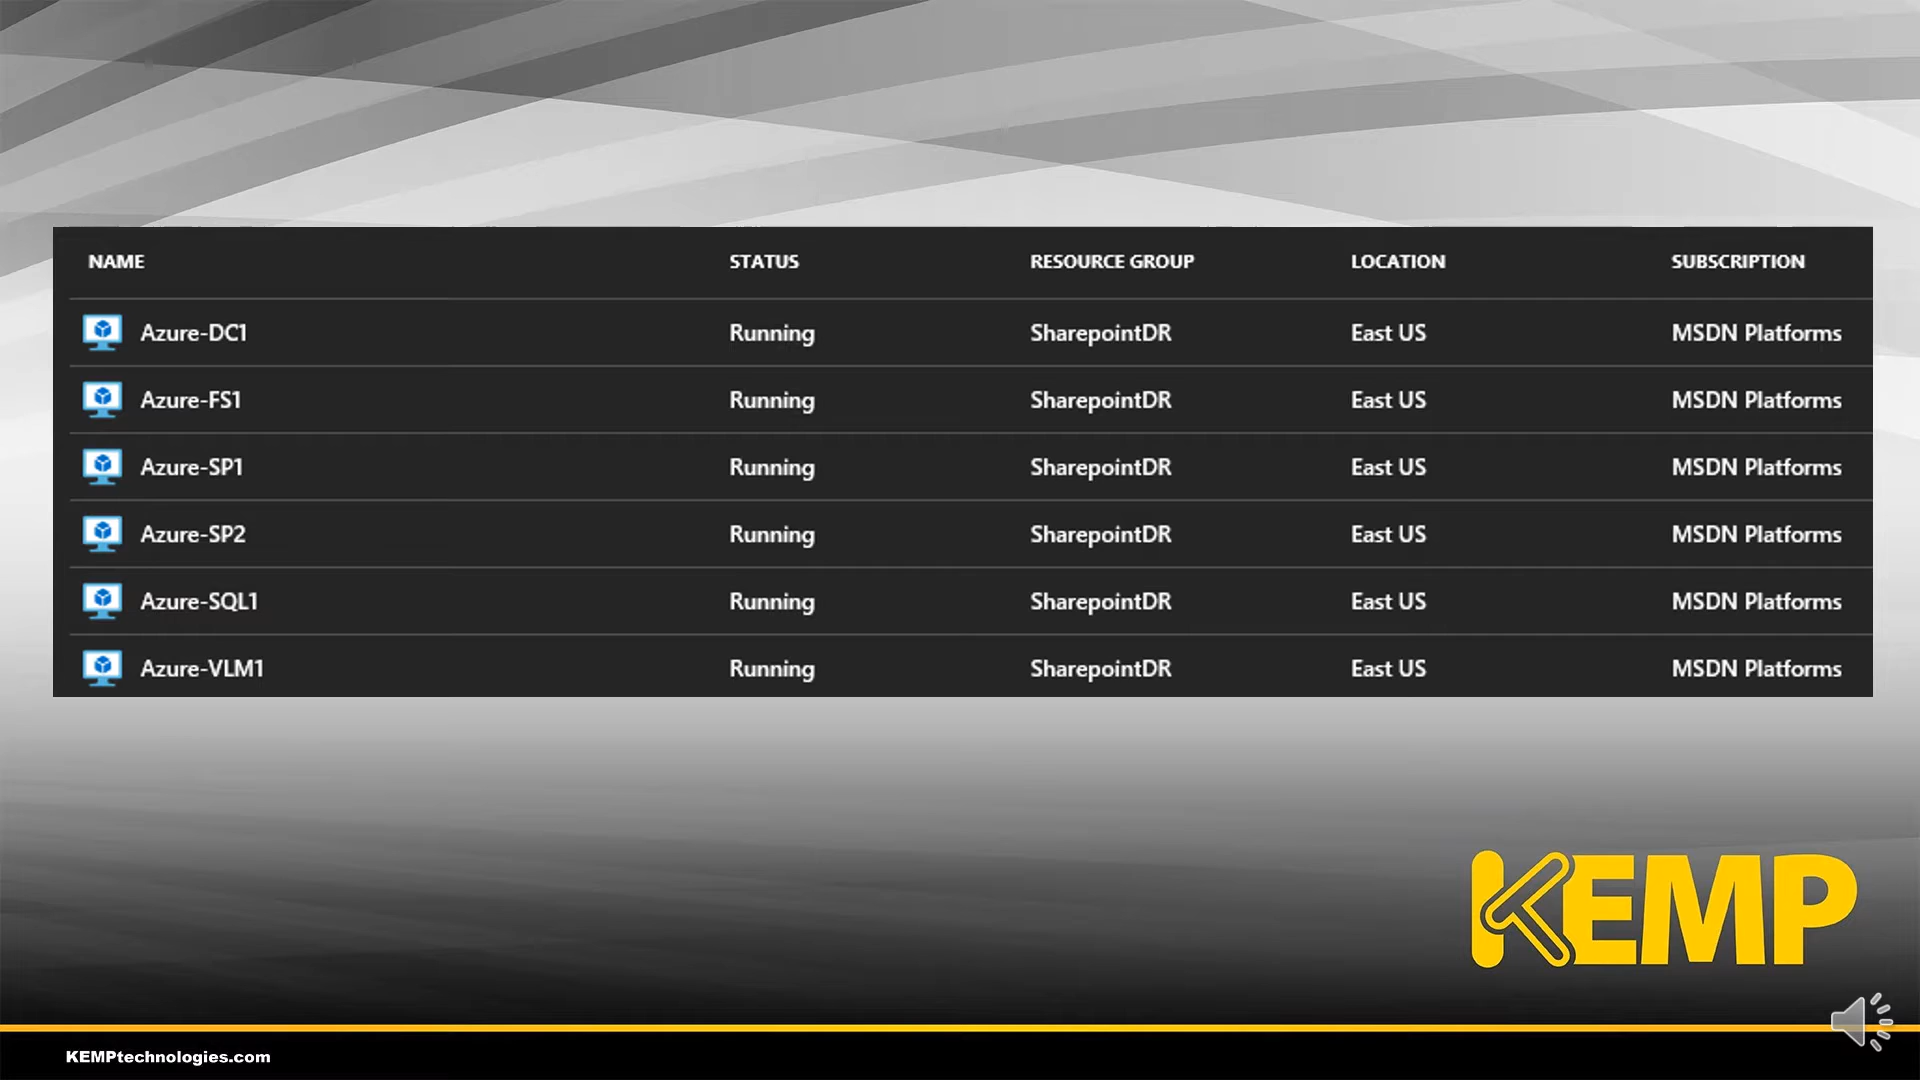 NAME STATUS RESOURCE GROUP LOCATION SUBSCRIPTION
Azure-DC1 Running SharepointDR East US MSDN Platforms
Azure-FS1 Running SharepointDR East US MSDN Platforms
Azure-SP1 Running SharepointDR East US MSDN Platforms
Azure-SP2 Running SharepointDR East US MSDN Platforms
Azure-SQL1 Running SharepointDR East US MSDN Platforms
Azure-VLM1 Running SharepointDR East US MSDN Platforms
KEMP
KEMPtechnologies.com